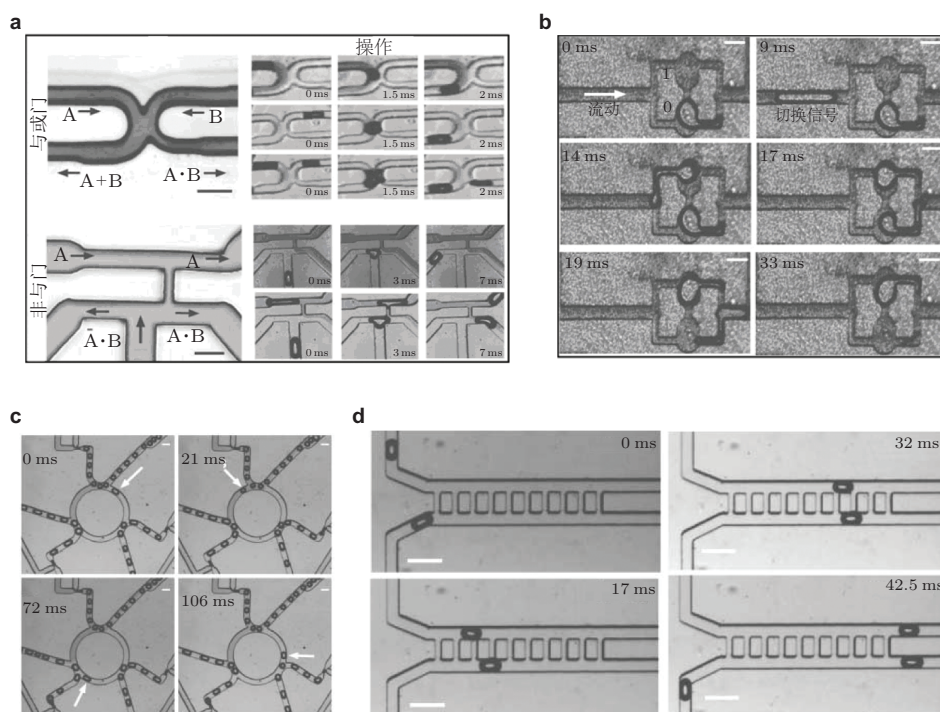 a
操作
与或门
A
B
A+B
A·B
0 ms
1.5 ms
2 ms
0 ms
1.5 ms
2 ms
0 ms
1.5 ms
2 ms
非与门
A
A
Ā·B
A·B
0 ms
3 ms
7 ms
0 ms
3 ms
7 ms
b
0 ms
1
0
流动
9 ms
切换信号
14 ms
17 ms
19 ms
33 ms
c
0 ms
21 ms
72 ms
106 ms
d
0 ms
32 ms
17 ms
42.5 ms